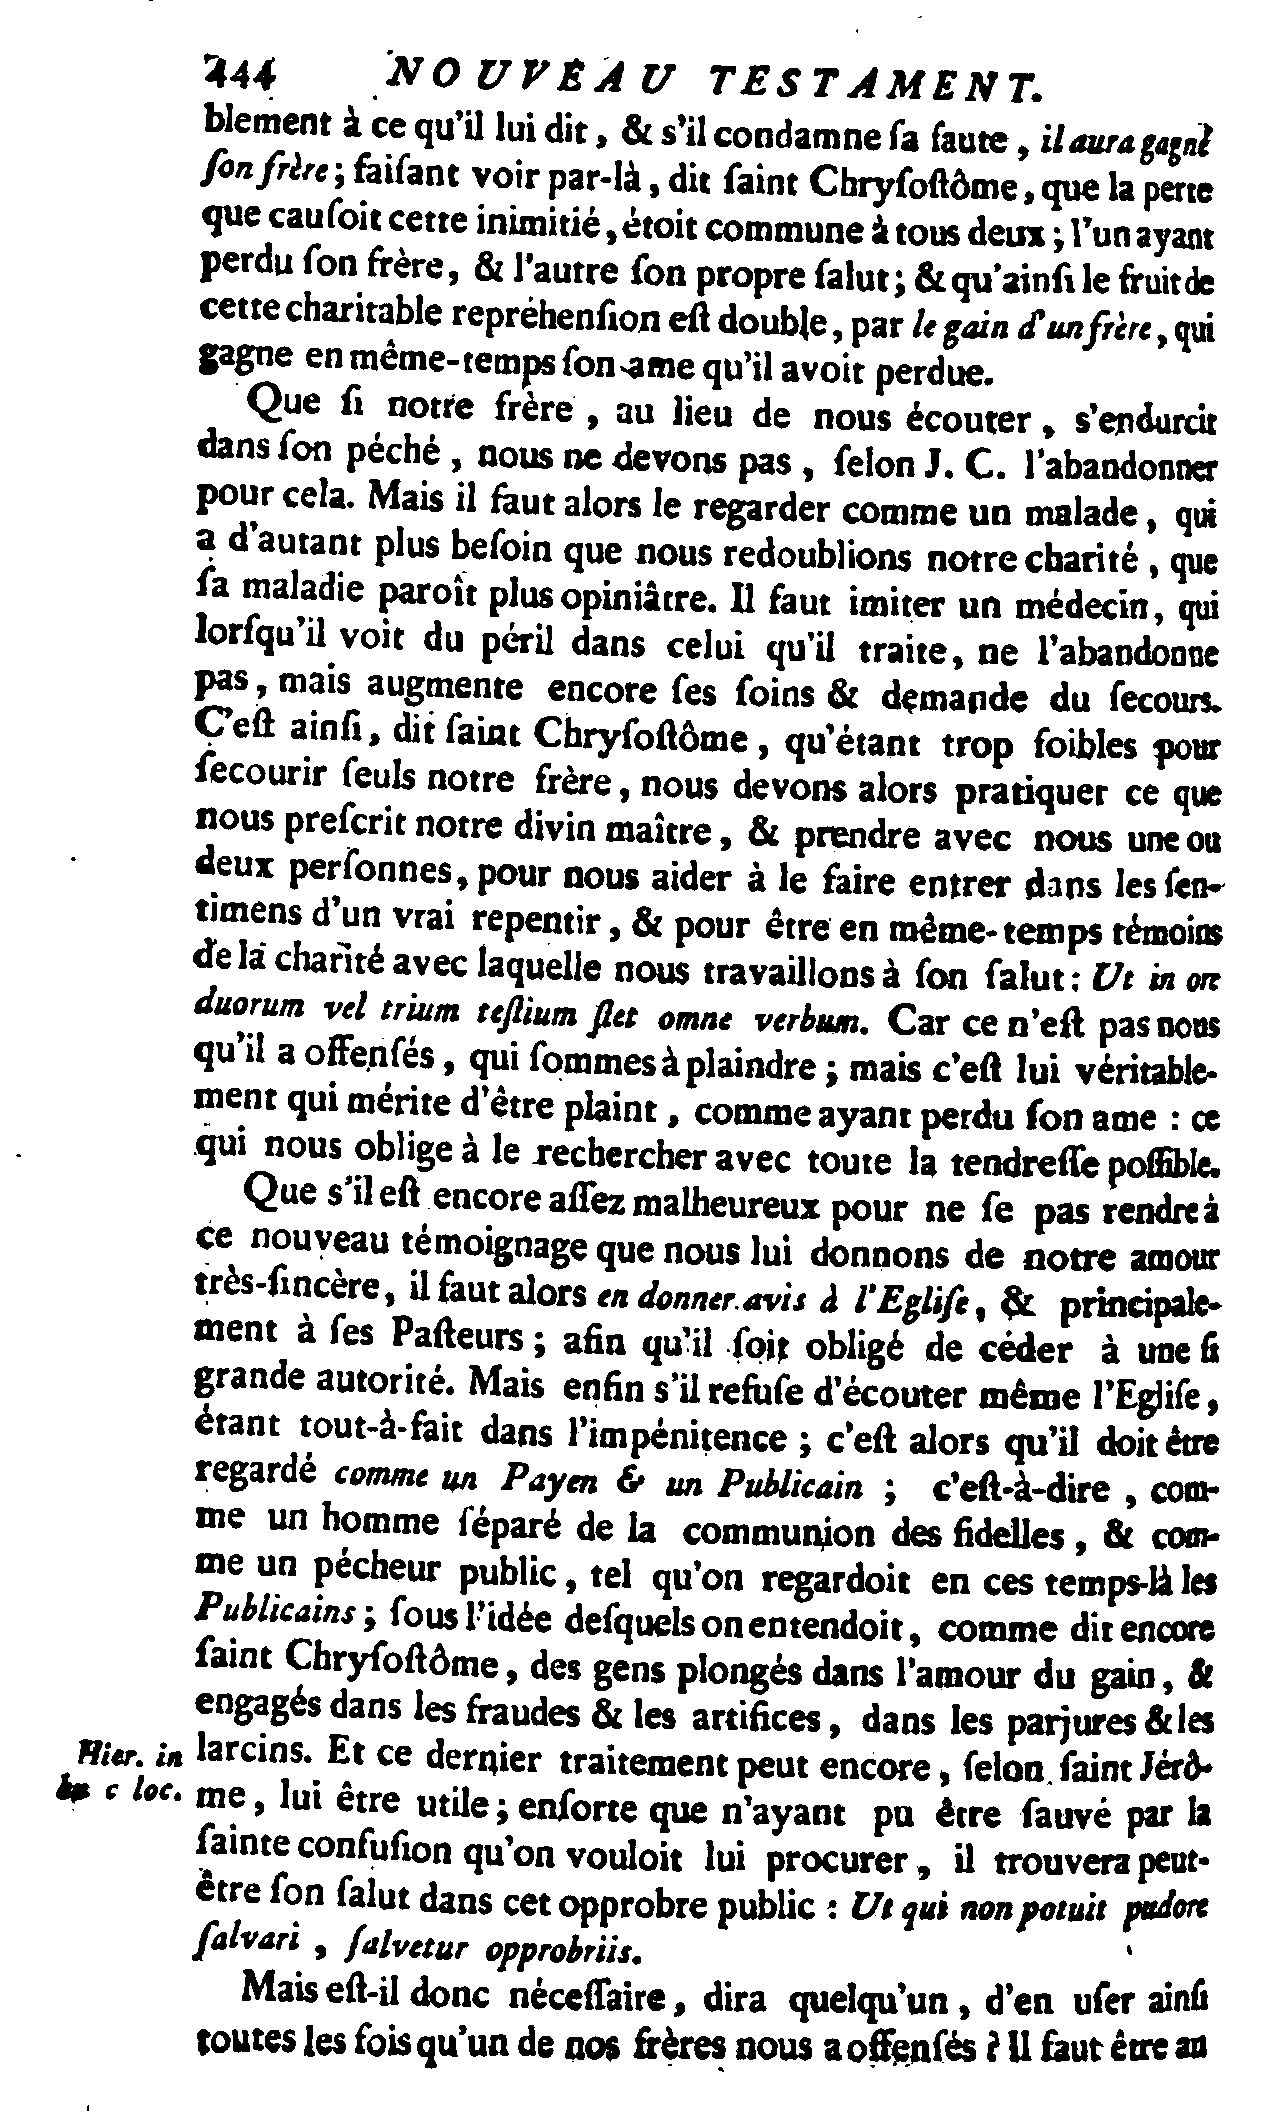 244 NOUVEAU TESTAMENT.
blement à ce qu'il lui dit, & s'il condamne ſa faute, il aura gagné
ſon frère; faiſant voir par-là, dit ſaint Chryſoſtôme, que la perte
que cauſoit cette inimitié, étoit commune à tous deux; l'un ayant
perdu ſon frère, & l'autre ſon propre ſalut; & qu'ainſi le fruit de
cette charitable repréhenſion eſt double, par le gain d'un frère, qui
gagne en même-temps ſon ame qu'il avoit perdue.
Que ſi notre frère, au lieu de nous écouter, s'endurcit
dans ſon péché, nous ne devons pas, ſelon J. C. l'abandonner
pour cela. Mais il faut alors le regarder comme un malade, qui
a d'autant plus beſoin que nous redoublions notre charité, que
ſa maladie paroît plus opiniâtre. Il faut imiter un médecin, qui
lorſqu'il voit du péril dans celui qu'il traite, ne l'abandonne
pas, mais augmente encore ſes ſoins & demande du ſecours.
C'eſt ainſi, dit ſaint Chryſoſtôme, qu'étant trop foibles pour
ſecourir ſeuls notre frère, nous devons alors pratiquer ce que
nous preſcrit notre divin maître, & prendre avec nous une ou
deux perſonnes, pour nous aider à le faire entrer dans les ſen-
timens d'un vrai repentir, & pour être en même-temps témoins
de la charité avec laquelle nous travaillons à ſon ſalut: Ut in ore
duorum vel trium teſtium ſtet omne verbum. Car ce n'eſt pas nous
qu'il a offenſés, qui ſommes à plaindre; mais c'eſt lui véritable-
ment qui mérite d'être plaint, comme ayant perdu ſon ame: ce
qui nous oblige à le rechercher avec toute la tendreſſe poſſible.
Que s'il eſt encore aſſez malheureux pour ne ſe pas rendre à
ce nouveau témoignage que nous lui donnons de notre amour
très-ſincère, il faut alors en donner avis à l'Egliſe, & principale-
ment à ſes Paſteurs; afin qu'il ſoit obligé de céder à une ſi
grande autorité. Mais enfin s'il refuſe d'écouter même l'Egliſe,
étant tout-à-fait dans l'impénitence; c'eſt alors qu'il doit être
regardé comme un Payen & un Publicain; c'eſt-à-dire, com-
me un homme ſéparé de la communion des fidelles, & com-
me un pécheur public, tel qu'on regardoit en ces temps-là les
Publicains; ſous l'idée deſquels on entendoit, comme dit encore
ſaint Chryſoſtôme, des gens plongés dans l'amour du gain, &
engagés dans les fraudes & les artifices, dans les parjures & les
larcins. Et ce dernier traitement peut encore, ſelon ſaint Jérô-
Hier. in
me, lui être utile; enſorte que n'ayant pu être ſauvé par la
c loc.
ſainte confuſion qu'on vouloit lui procurer, il trouvera peut-
être ſon ſalut dans cet opprobre public: Ut qui non potuit pudore
ſalvari, ſalvetur opprobriis.
Mais eſt-il donc néceſſaire, dira quelqu'un, d'en uſer ainſi
toutes les fois qu'un de nos frères nous a offenſés? Il faut être au